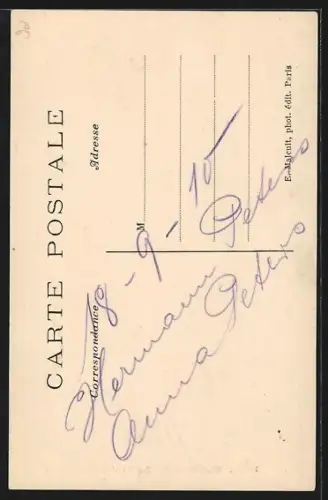 CARTE POSTALE
Correspondance
Adresse
M
8 - 9 - 10
Hermann Peters
Anna Peters
E. Malcuit, phot. édit. Paris